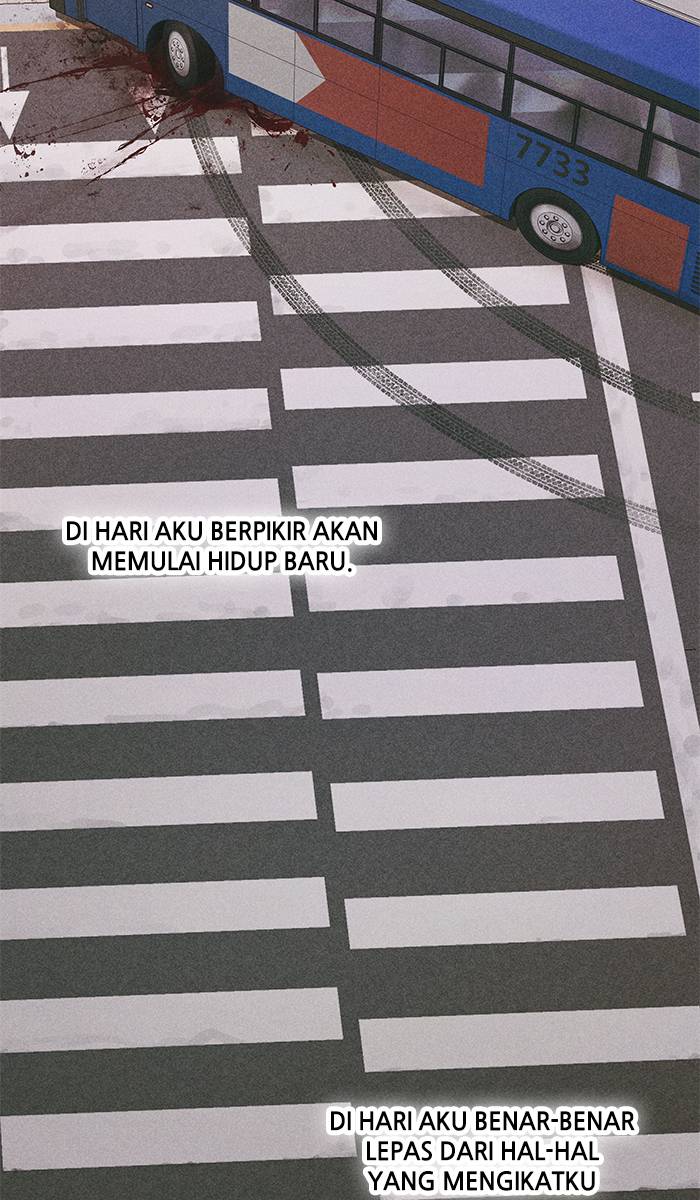 7733
DI HARI AKU BERPIKIR AKAN
MEMULAI HIDUP BARU.
DI HARI AKU BENAR-BENAR
LEPAS DARI HAL-HAL
YANG MENGIKATKU